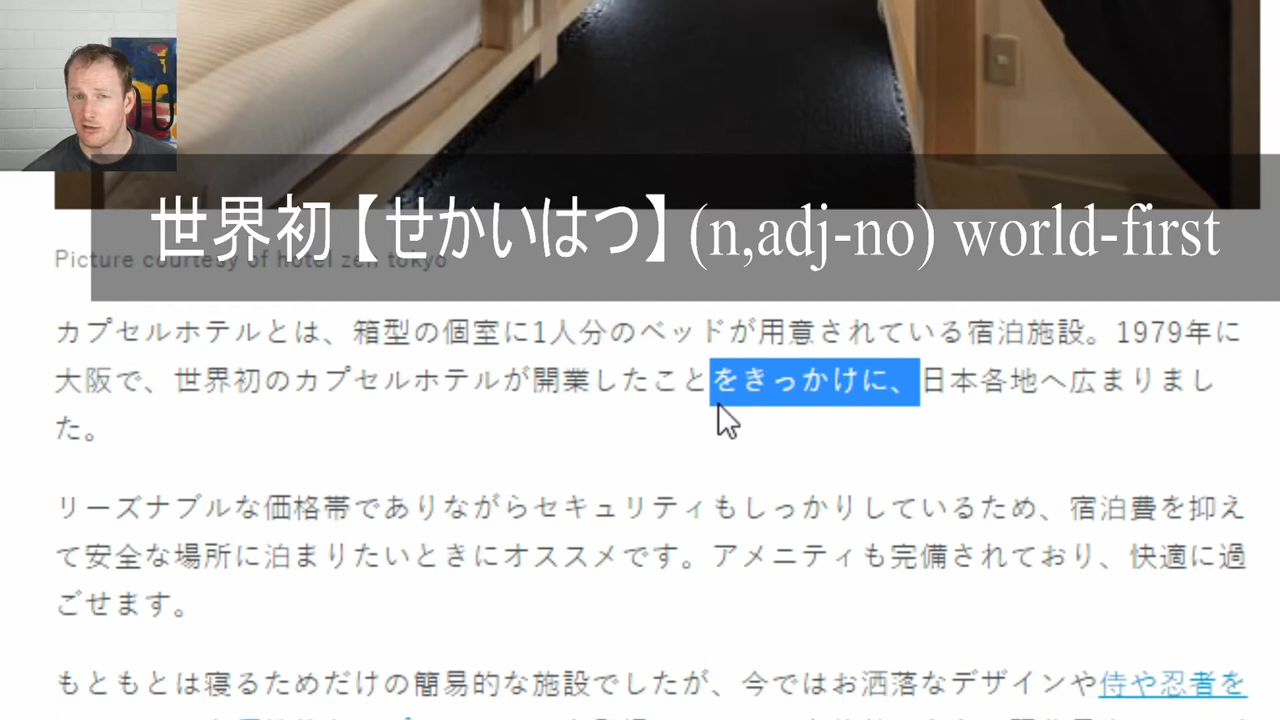 世界初【せかいはつ】(n,adj-no) world-first
Picture courtesy of hotel zen tokyo
カプセルホテルとは、箱型の個室に1人分のベッドが用意されている宿泊施設。1979年に
大阪で、世界初のカプセルホテルが開業したことをきっかけに、日本各地へ広まりまし
た。
リーズナブルな価格帯でありながらセキュリティもしっかりしているため、宿泊費を抑え
て安全な場所に泊まりたいときにオススメです。アメニティも完備されており、快適に過
ごせます。
もともとは寝るためだけの簡易的な施設でしたが、今ではお洒落なデザインや侍や忍者を